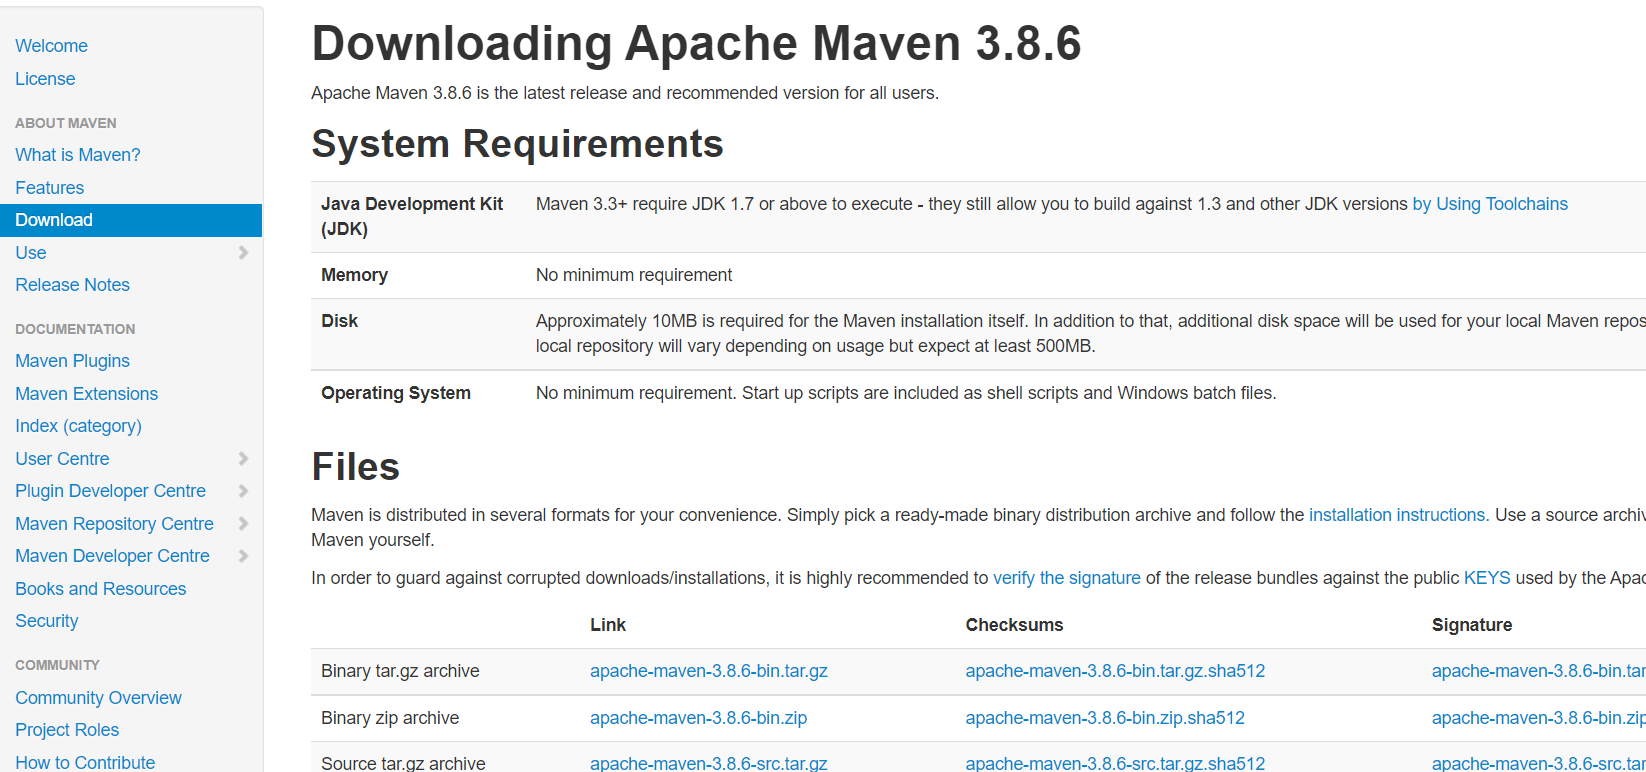 Welcome
License
ABOUT MAVEN
What is Maven?
Features
Download
Use
Release Notes
DOCUMENTATION
Maven Plugins
Maven Extensions
Index (category)
User Centre
Plugin Developer Centre
Maven Repository Centre
Maven Developer Centre
Books and Resources
Security
COMMUNITY
Community Overview
Project Roles
How to Contribute
Downloading Apache Maven 3.8.6
Apache Maven 3.8.6 is the latest release and recommended version for all users.
System Requirements
Java Development Kit (JDK) Maven 3.3+ require JDK 1.7 or above to execute - they still allow you to build against 1.3 and other JDK versions by Using Toolchains
Memory No minimum requirement
Disk Approximately 10MB is required for the Maven installation itself. In addition to that, additional disk space will be used for your local Maven repos
local repository will vary depending on usage but expect at least 500MB.
Operating System No minimum requirement. Start up scripts are included as shell scripts and Windows batch files.
Files
Maven is distributed in several formats for your convenience. Simply pick a ready-made binary distribution archive and follow the installation instructions. Use a source archiv
Maven yourself.
In order to guard against corrupted downloads/installations, it is highly recommended to verify the signature of the release bundles against the public KEYS used by the Apac
Link Checksums Signature
Binary tar.gz archive apache-maven-3.8.6-bin.tar.gz apache-maven-3.8.6-bin.tar.gz.sha512 apache-maven-3.8.6-bin.tar
Binary zip archive apache-maven-3.8.6-bin.zip apache-maven-3.8.6-bin.zip.sha512 apache-maven-3.8.6-bin.zip
Source tar.gz archive apache-maven-3.8.6-src.tar.gz apache-maven-3.8.6-src.tar.gz.sha512 apache-maven-3.8.6-src.tar